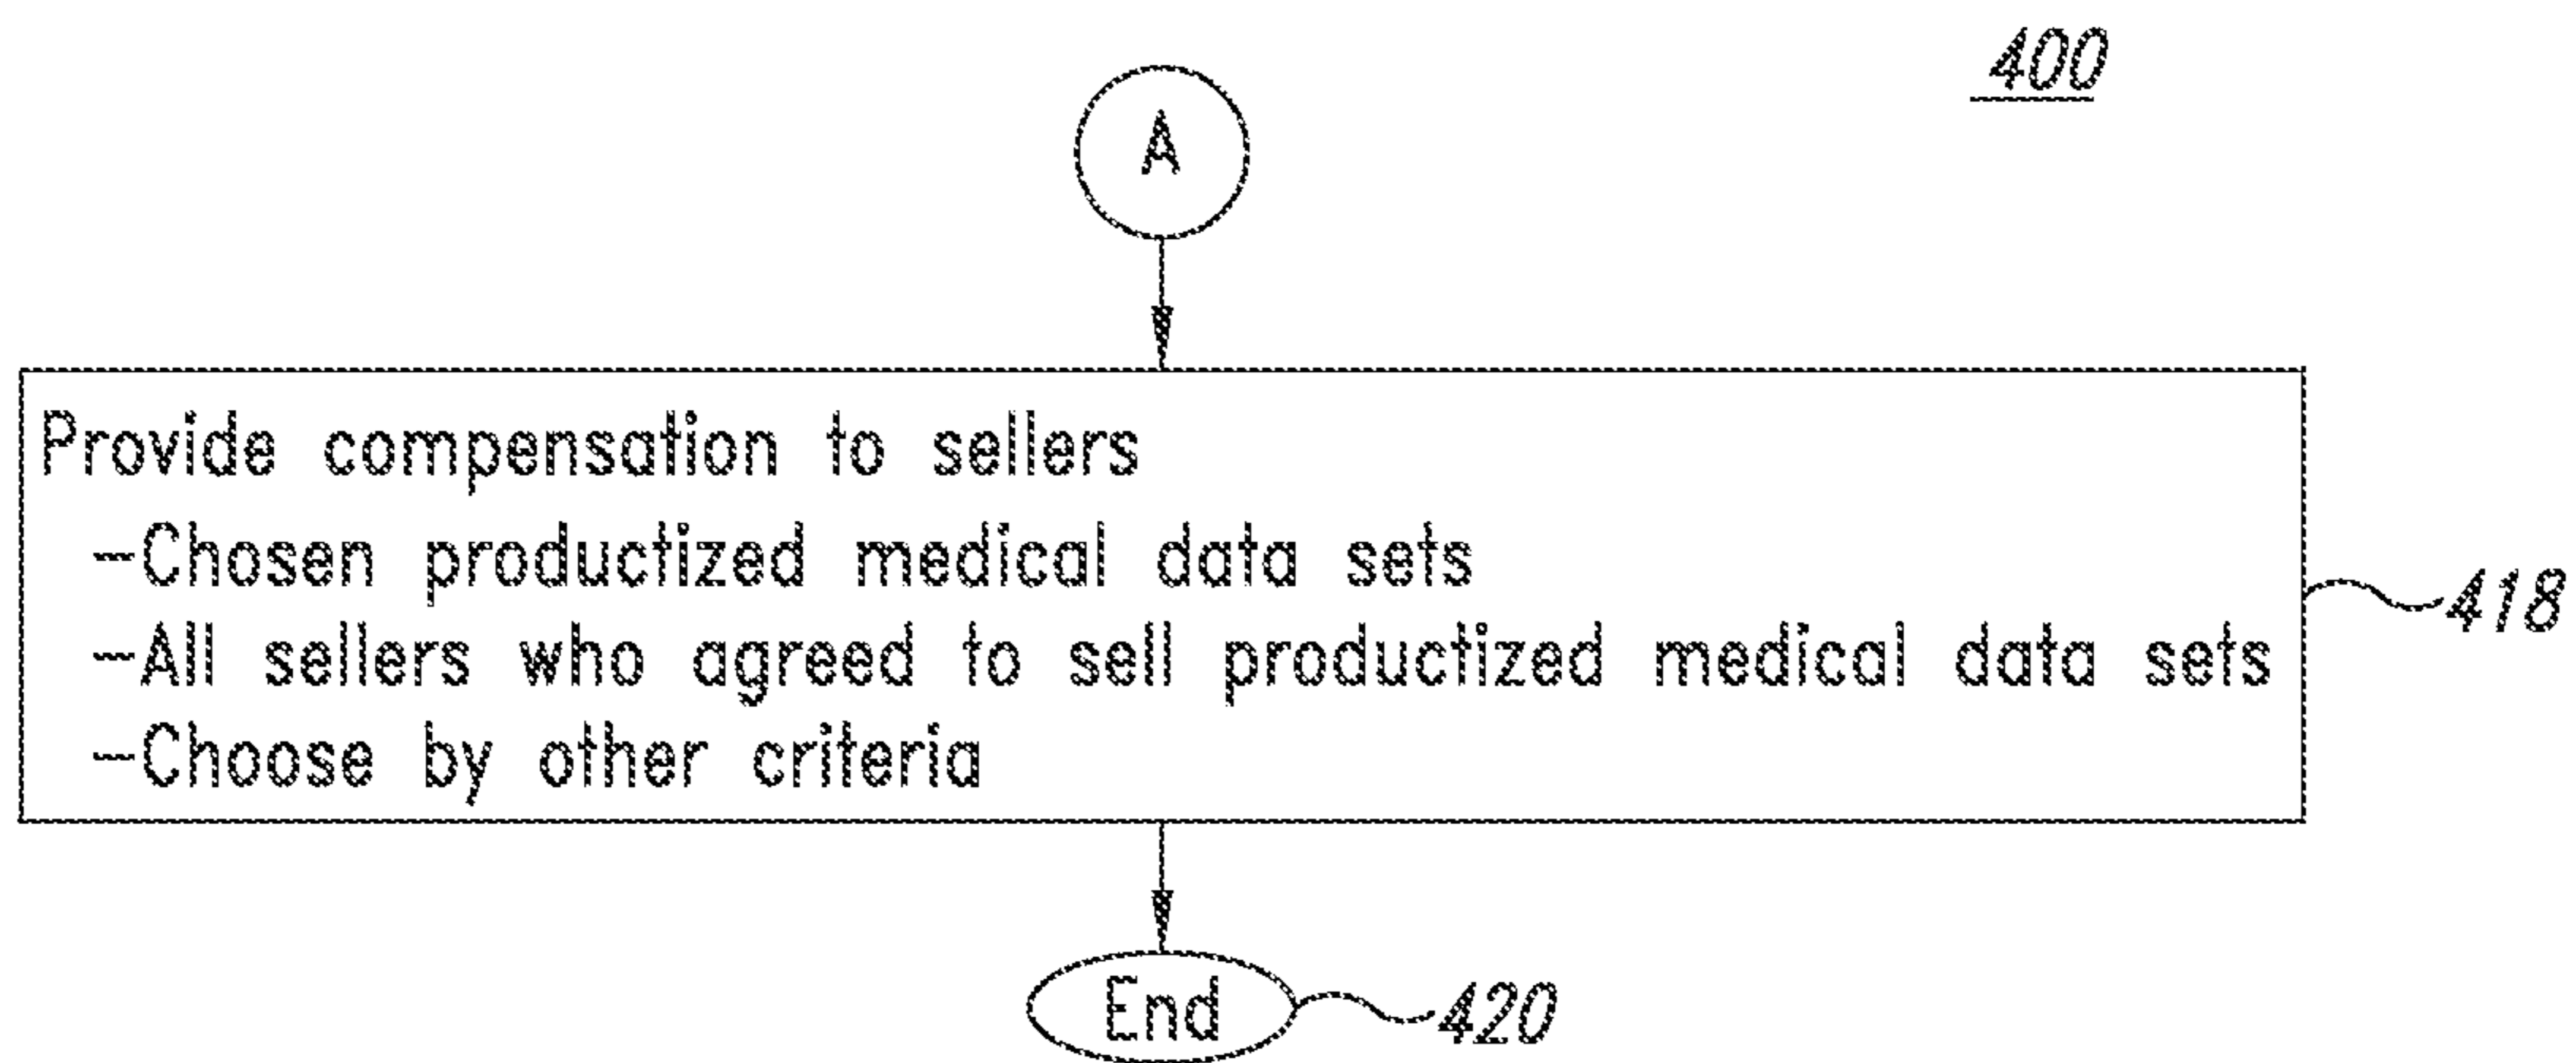 400
A
Provide compensation to sellers
-Chosen productized medical data sets
-All sellers who agreed to sell productized medical data sets
-Choose by other criteria
418
End
420